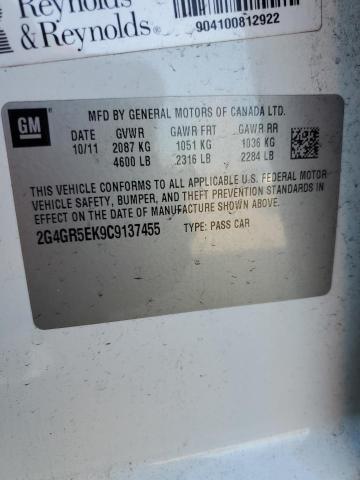 Reynolds
& Reynolds®
904100812922
GM
MFD BY GENERAL MOTORS OF CANADA LTD.
10/11 GVWR GAWR FRT GAWR RR
2087 KG 1051 KG 1036 KG
4600 LB 2316 LB 2284 LB
THIS VEHICLE CONFORMS TO ALL APPLICABLE U.S. FEDERAL MOTOR
VEHICLE SAFETY, BUMPER, AND THEFT PREVENTION STANDARDS IN
EFFECT ON THE DATE OF MANUFACTURE SHOWN ABOVE.
2G4GR5EK9C9137455 TYPE: PASS CAR